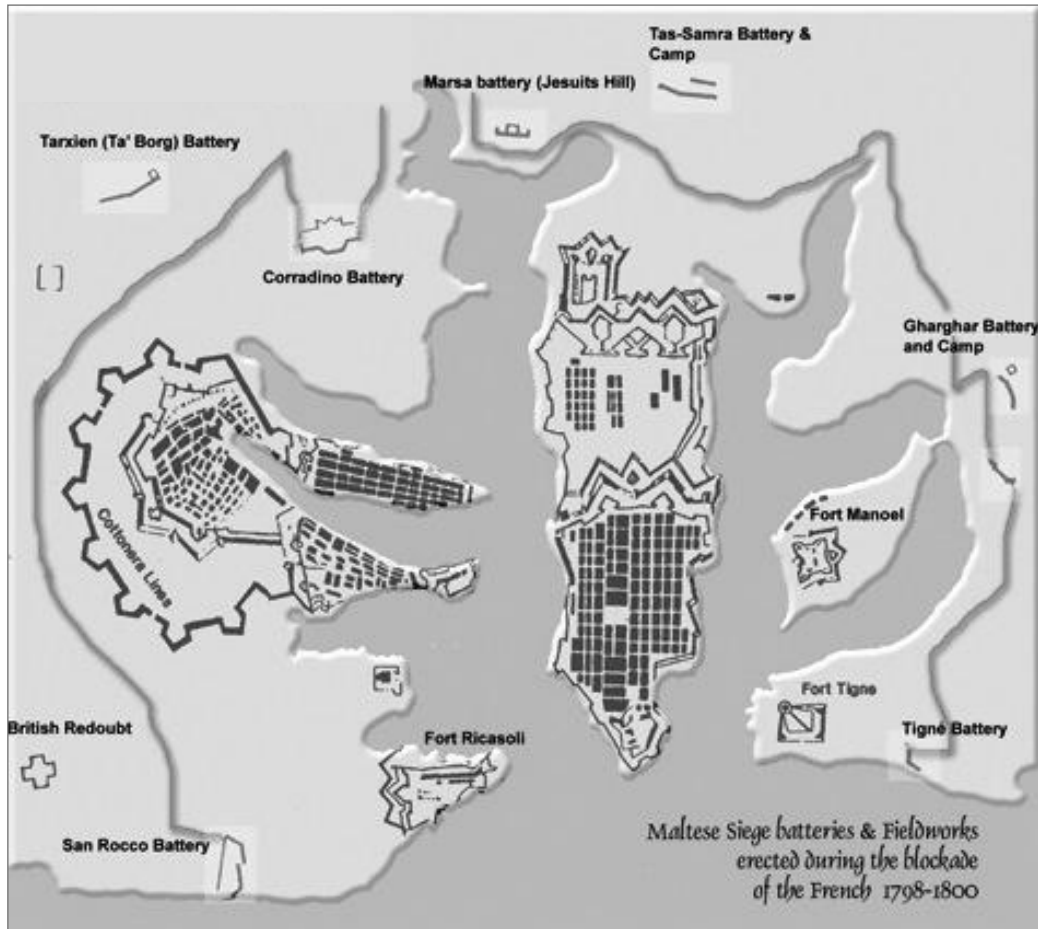 Tas-Samra Battery &
Camp
Marsa battery (Jesuits Hill)
Tarxien (Ta' Borg) Battery
Corradino Battery
Gharghar Battery
and Camp
Cottonera Lines
Fort Manoel
Fort Tigne
British Redoubt
Fort Ricasoli
Tigné Battery
San Rocco Battery
Maltese Siege batteries & Fieldworks
erected during the blockade
of the French 1798-1800